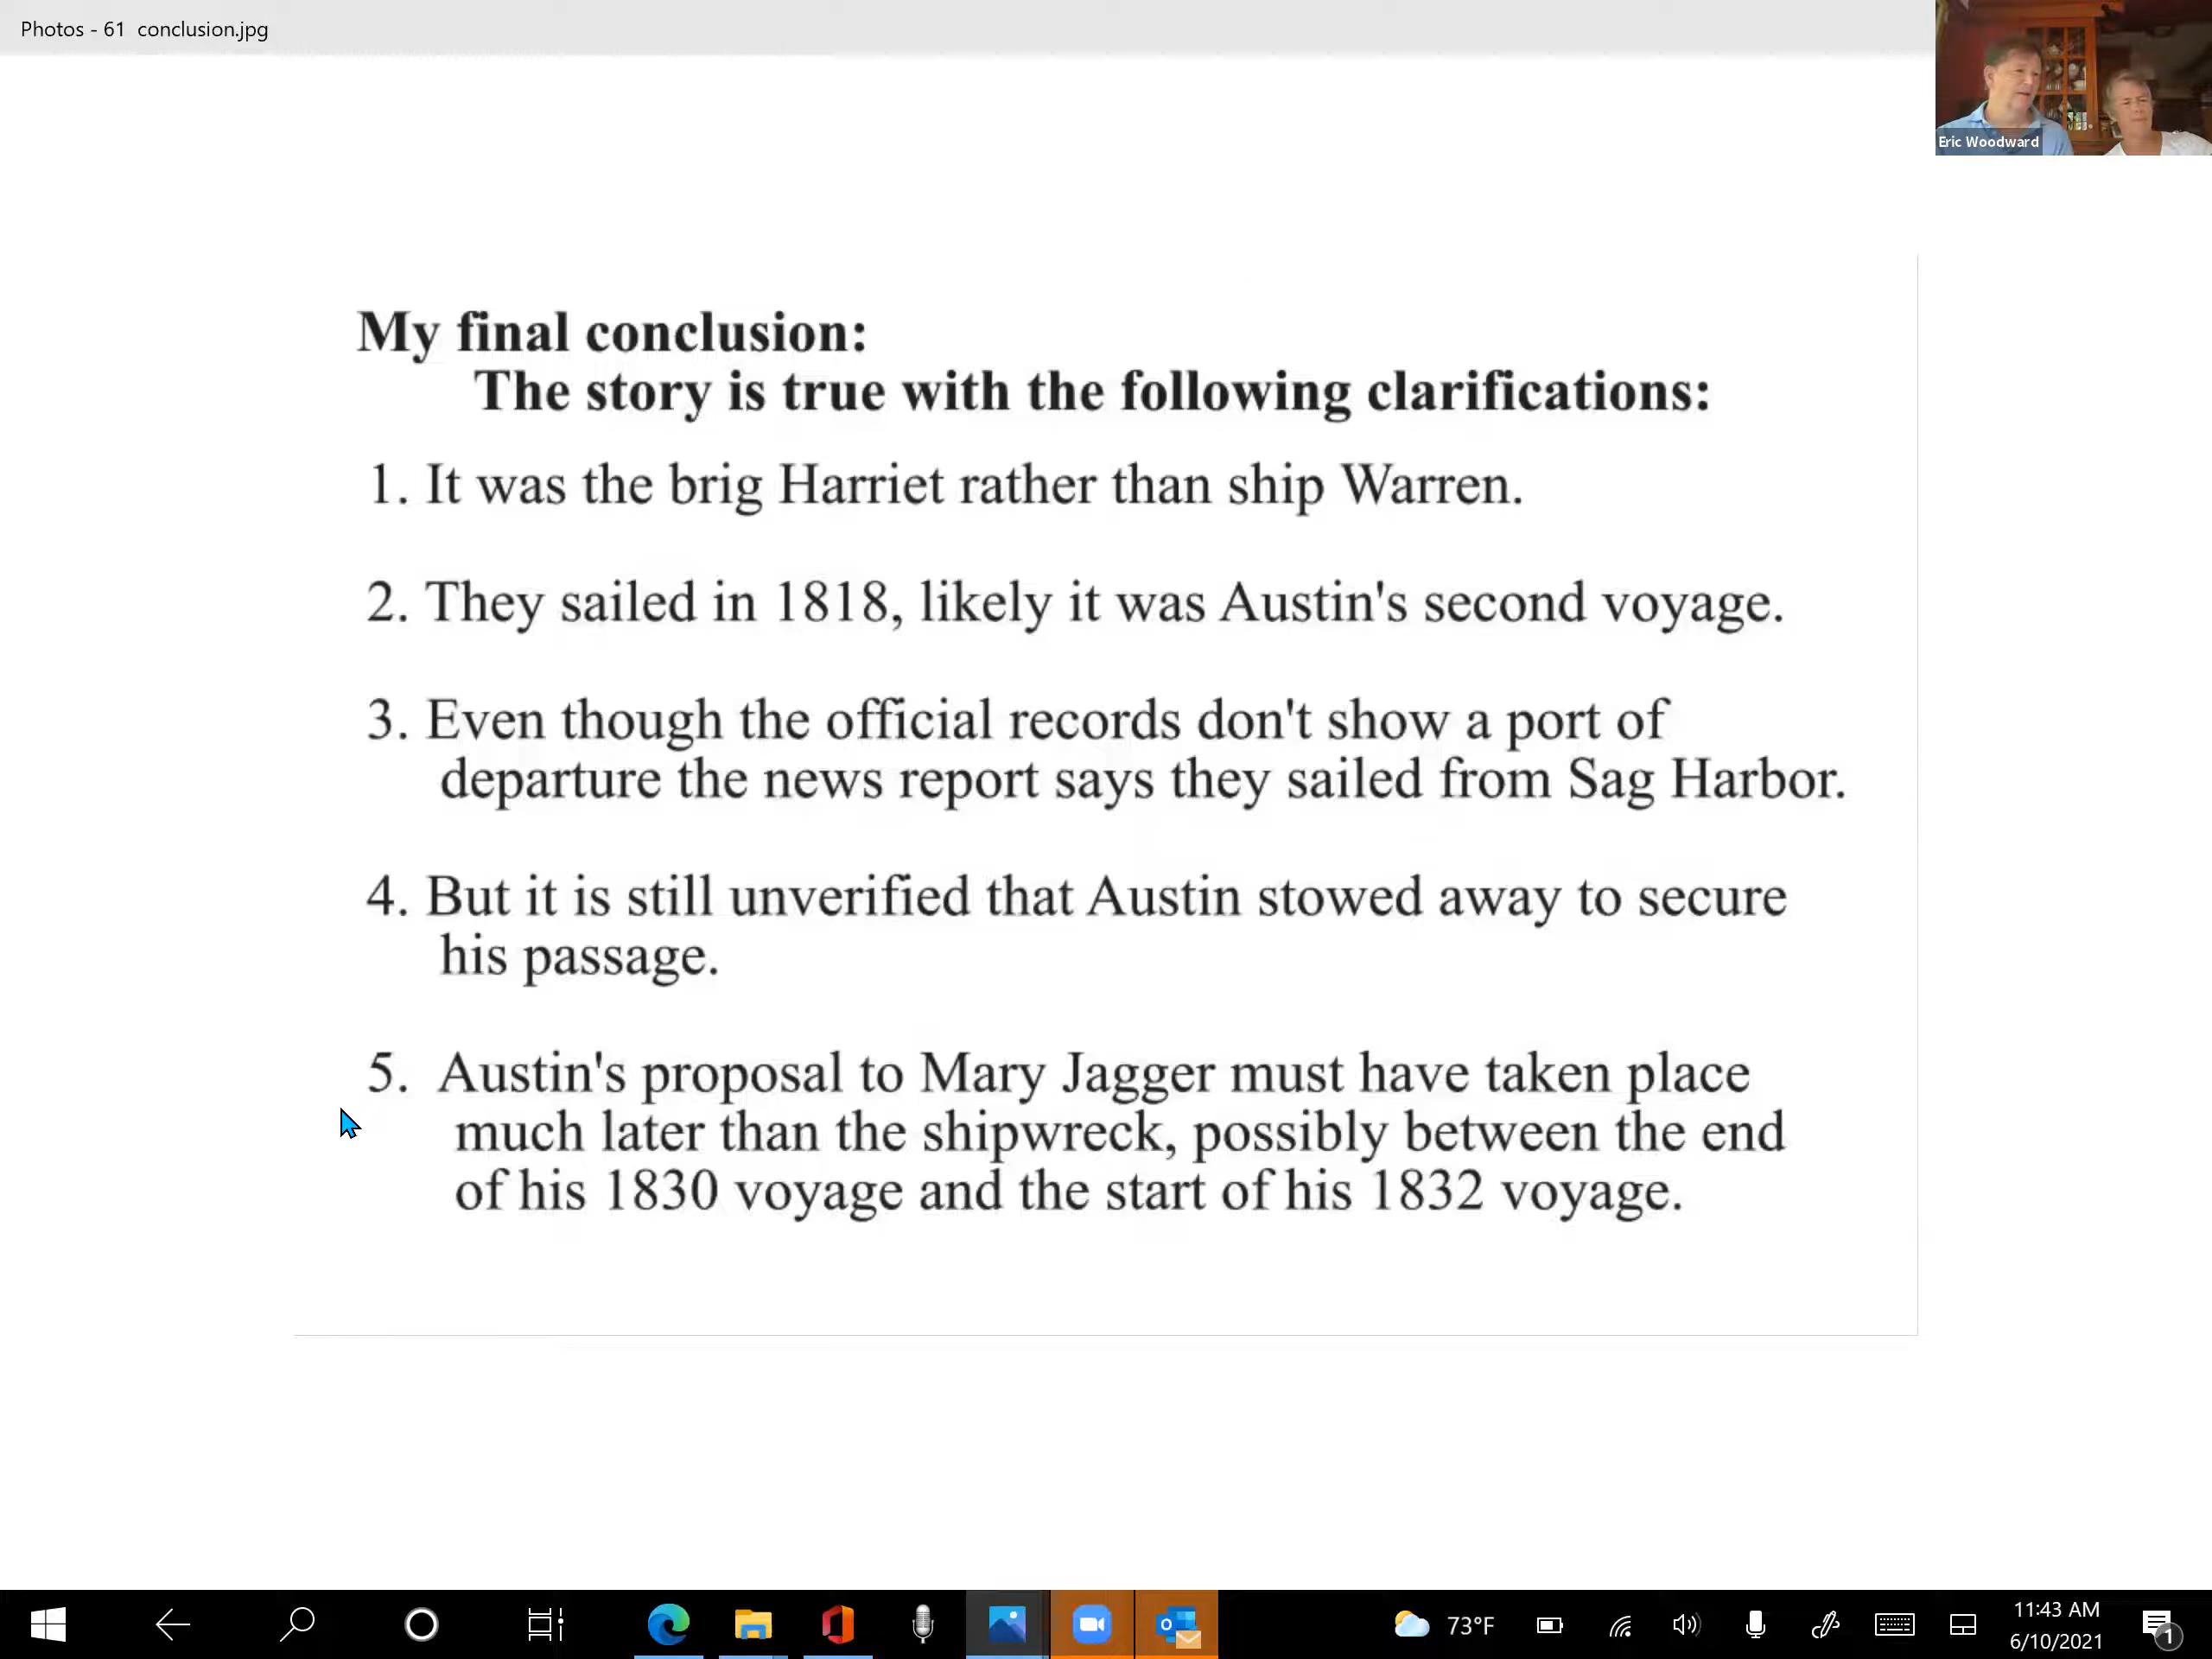 Photos - 61  conclusion.jpg
Eric Woodward
My final conclusion:
The story is true with the following clarifications:
1. It was the brig Harriet rather than ship Warren.
2. They sailed in 1818, likely it was Austin's second voyage.
3. Even though the official records don't show a port of
departure the news report says they sailed from Sag Harbor.
4. But it is still unverified that Austin stowed away to secure
his passage.
5.  Austin's proposal to Mary Jagger must have taken place
much later than the shipwreck, possibly between the end
of his 1830 voyage and the start of his 1832 voyage.
73°F
11:43 AM
6/10/2021
1